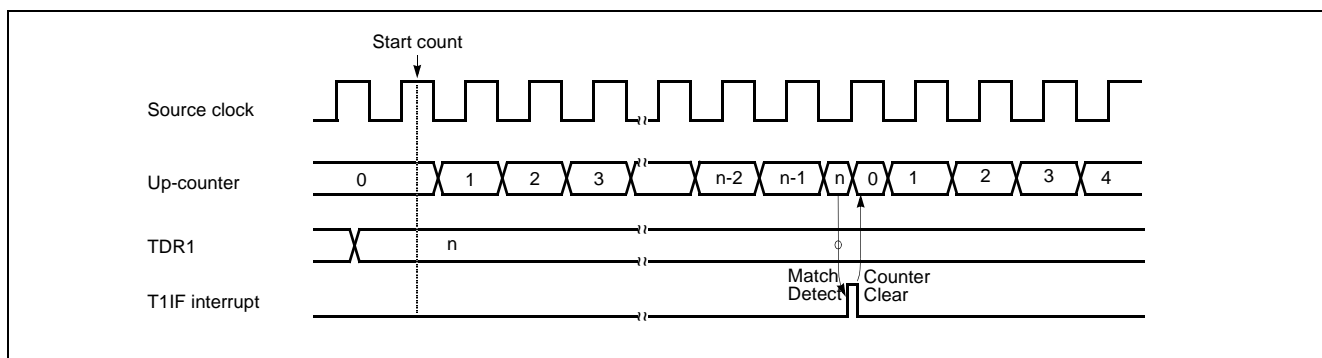 Start count
Source clock
Up-counter 0 1 2 3 n-2 n-1 n 0 1 2 3 4
TDR1 n
Match Counter
Detect Clear
T1IF interrupt